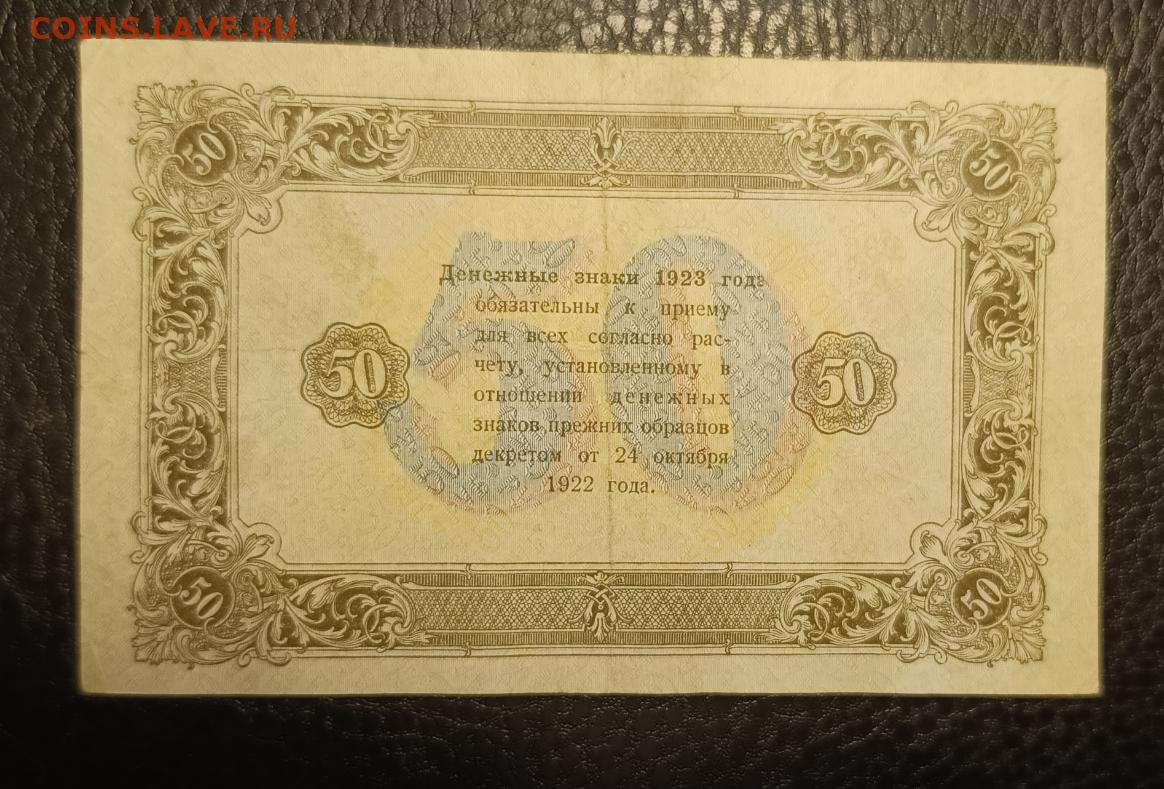 COINS.LAVE.RU
50 50
Денежные знаки 1923 года
обязательны к приему
для всех согласно рас-
чету, установленному в
отношении денежных
знаков прежних образцов
декретом от 24 октября
1922 года.
50
50 50
50 50